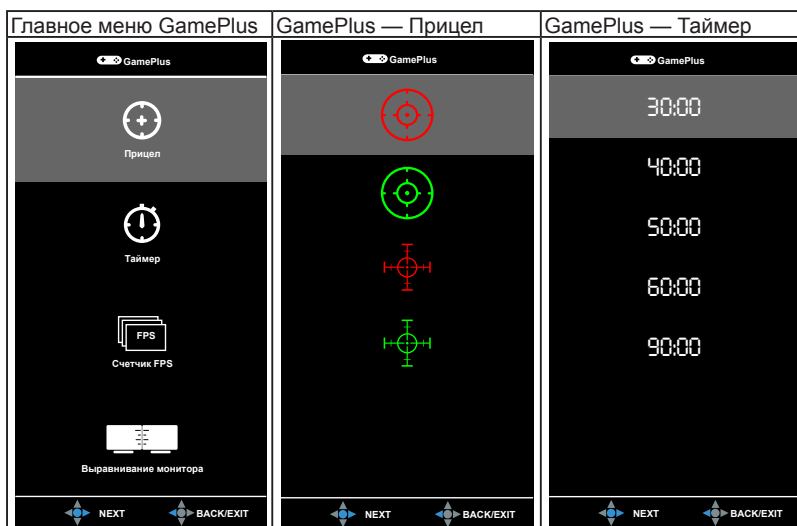 Главное меню GamePlus
GamePlus
Прицел
Таймер
FPS
Счетчик FPS
Выравнивание монитора
NEXT BACK/EXIT
GamePlus — Прицел
GamePlus
NEXT BACK/EXIT
GamePlus — Таймер
GamePlus
30:00
40:00
50:00
60:00
90:00
NEXT BACK/EXIT